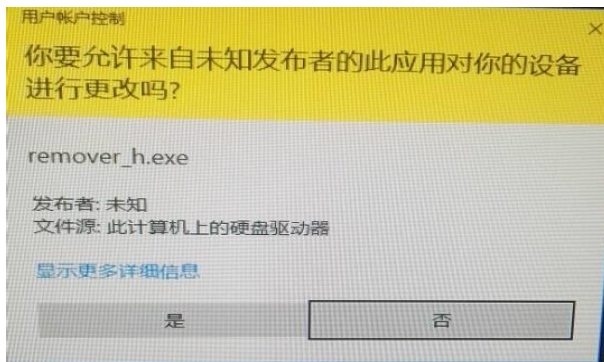 用户帐户控制
你要允许来自未知发布者的此应用对你的设备
进行更改吗?
remover_h.exe
发布者: 未知
文件源: 此计算机上的硬盘驱动器
显示更多详细信息
是
否